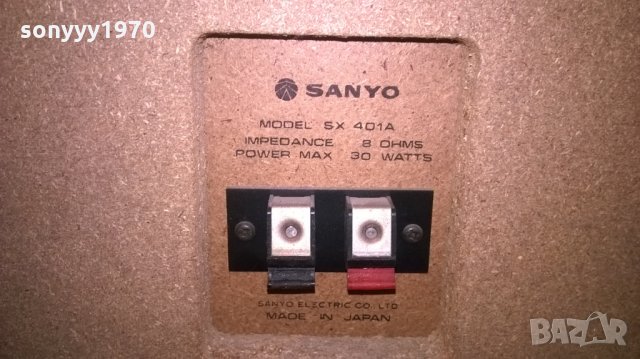 sonyyy1970
SANYO
MODEL SX 401A
IMPEDANCE 8 OHMS
POWER MAX 30 WATTS
SANYO ELECTRIC CO., LTD
MADE IN JAPAN
BAZAR